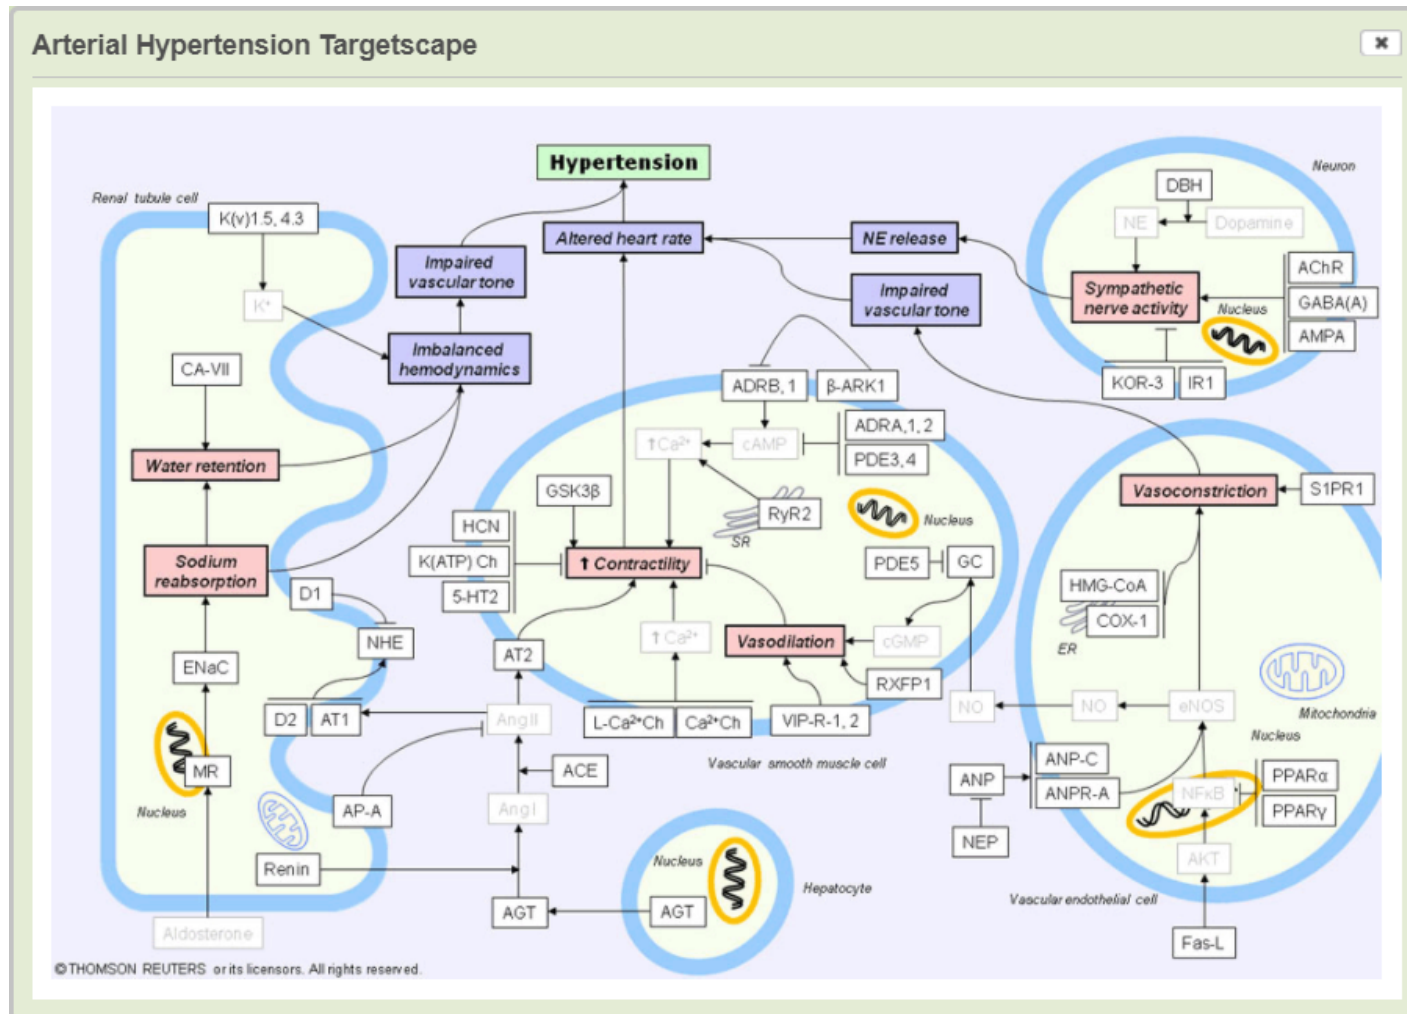 Arterial Hypertension Targetscape
Hypertension
Neuron
Renal tubule cell
DBH
K(v)1.5, 4.3
NE
Dopamine
Altered heart rate
NE release
Impaired
vascular tone
AChR
Impaired
vascular tone
Sympathetic
nerve activity
GABA(A)
K⁺
Nucleus
AMPA
Imbalanced
hemodynamics
CA-VII
ADRB, 1
β-ARK1
KOR-3
IR1
ADRA,1, 2
↑Ca²⁺
cAMP
PDE3, 4
Water retention
GSK3β
Vasoconstriction
S1PR1
RyR2
SR
Nucleus
HCN
K(ATP) Ch
5-HT2
↑ Contractility
PDE5
GC
Sodium
reabsorption
D1
HMG-CoA
COX-1
ER
NHE
↑ Ca²⁺
Vasodilation
cGMP
AT2
ENaC
RXFP1
D2
AT1
AngII
L-Ca²⁺Ch
Ca²⁺Ch
VIP-R-1, 2
NO
NO
eNOS
Mitochondria
Nucleus
Vascular smooth muscle cell
MR
ACE
ANP
ANP-C
ANPR-A
NFκB
PPARα
PPARγ
Nucleus
AP-A
AngI
NEP
AKT
Renin
Nucleus
Hepatocyte
Vascular endothelial cell
AGT
AGT
Aldosterone
Fas-L
©THOMSON REUTERS or its licensors. All rights reserved.